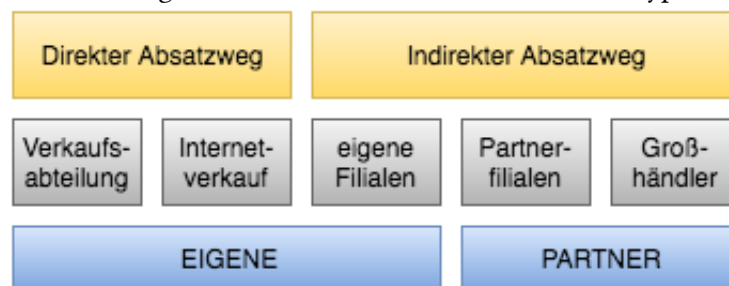 Direkter Absatzweg
Indirekter Absatzweg
Verkaufs-
abteilung
Internet-
verkauf
eigene
Filialen
Partner-
filialen
Groß-
händler
EIGENE
PARTNER